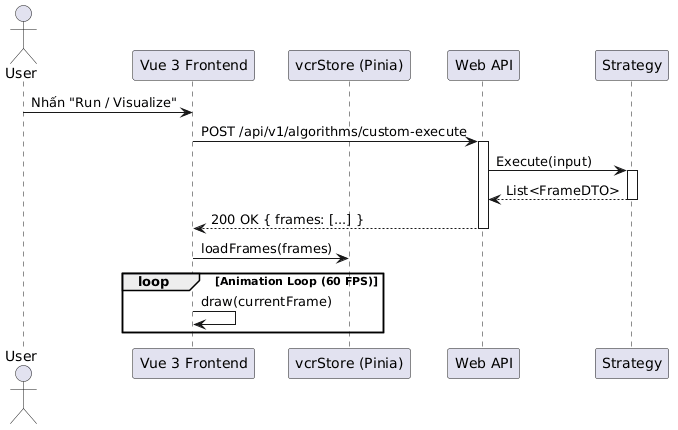 User
Vue 3 Frontend
vcrStore (Pinia)
Web API
Strategy
Nhấn "Run / Visualize"
POST /api/v1/algorithms/custom-execute
Execute(input)
List<FrameDTO>
200 OK { frames: [...] }
loadFrames(frames)
loop [Animation Loop (60 FPS)]
draw(currentFrame)
User
Vue 3 Frontend
vcrStore (Pinia)
Web API
Strategy